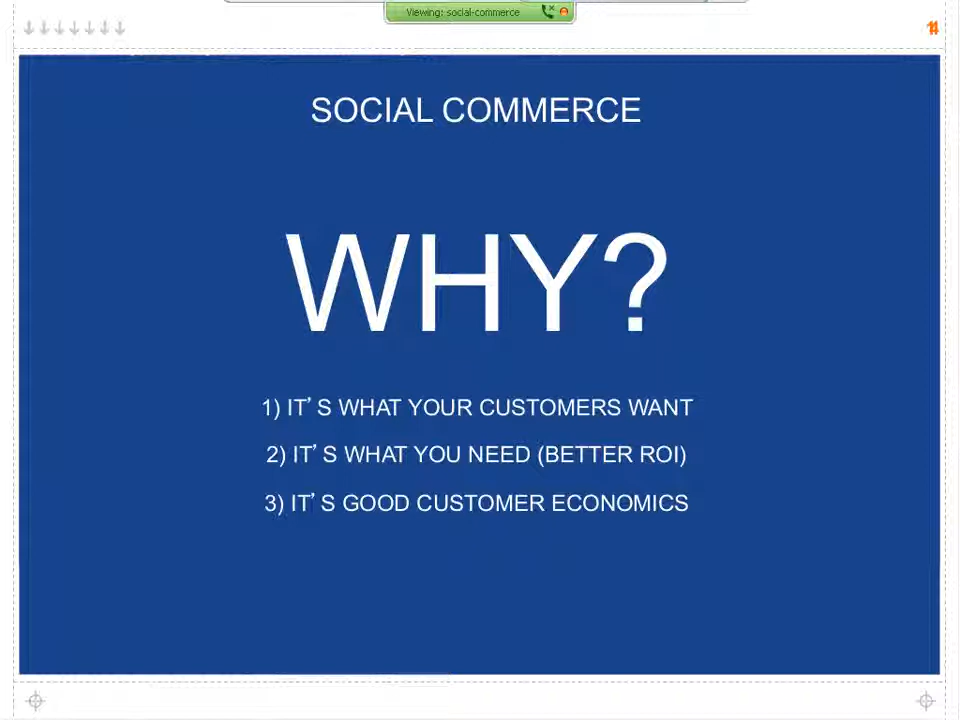 Viewing: social-commerce
SOCIAL COMMERCE
WHY?
1) IT’S WHAT YOUR CUSTOMERS WANT
2) IT’S WHAT YOU NEED (BETTER ROI)
3) IT’S GOOD CUSTOMER ECONOMICS